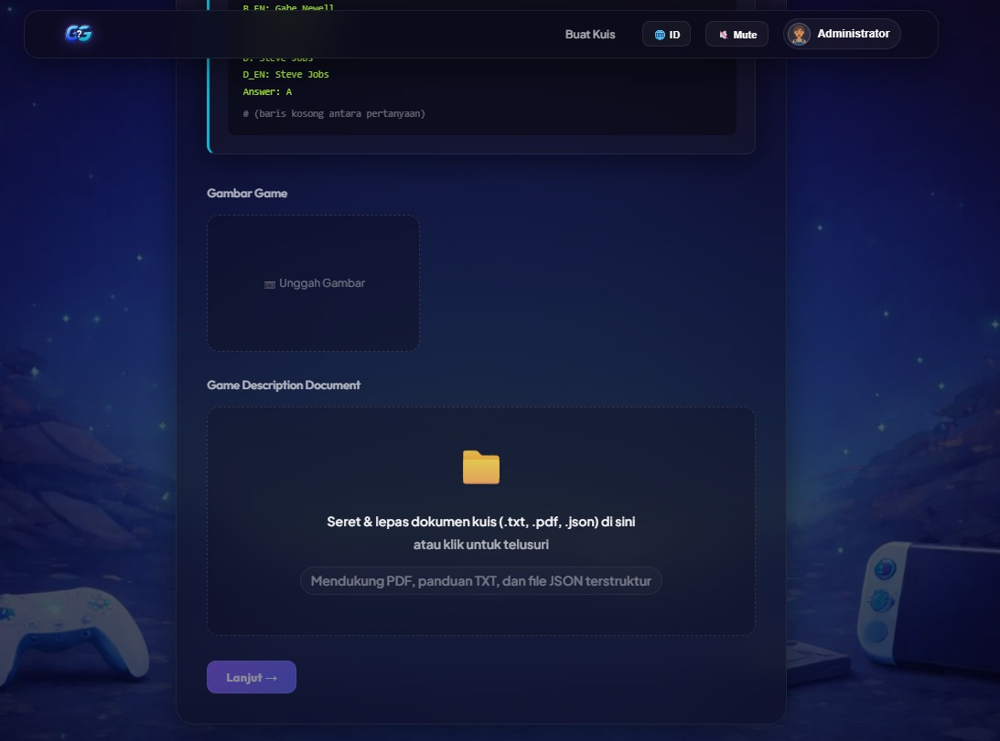 B_EN: Gabe Newell
GG
Buat Kuis
🌐 ID
Mute
Administrator
D: Steve Jobs
D_EN: Steve Jobs
Answer: A
# (baris kosong antara pertanyaan)
Gambar Game
Unggah Gambar
Game Description Document
Seret & lepas dokumen kuis (.txt, .pdf, .json) di sini
atau klik untuk telusuri
Mendukung PDF, panduan TXT, dan file JSON terstruktur
Lanjut →